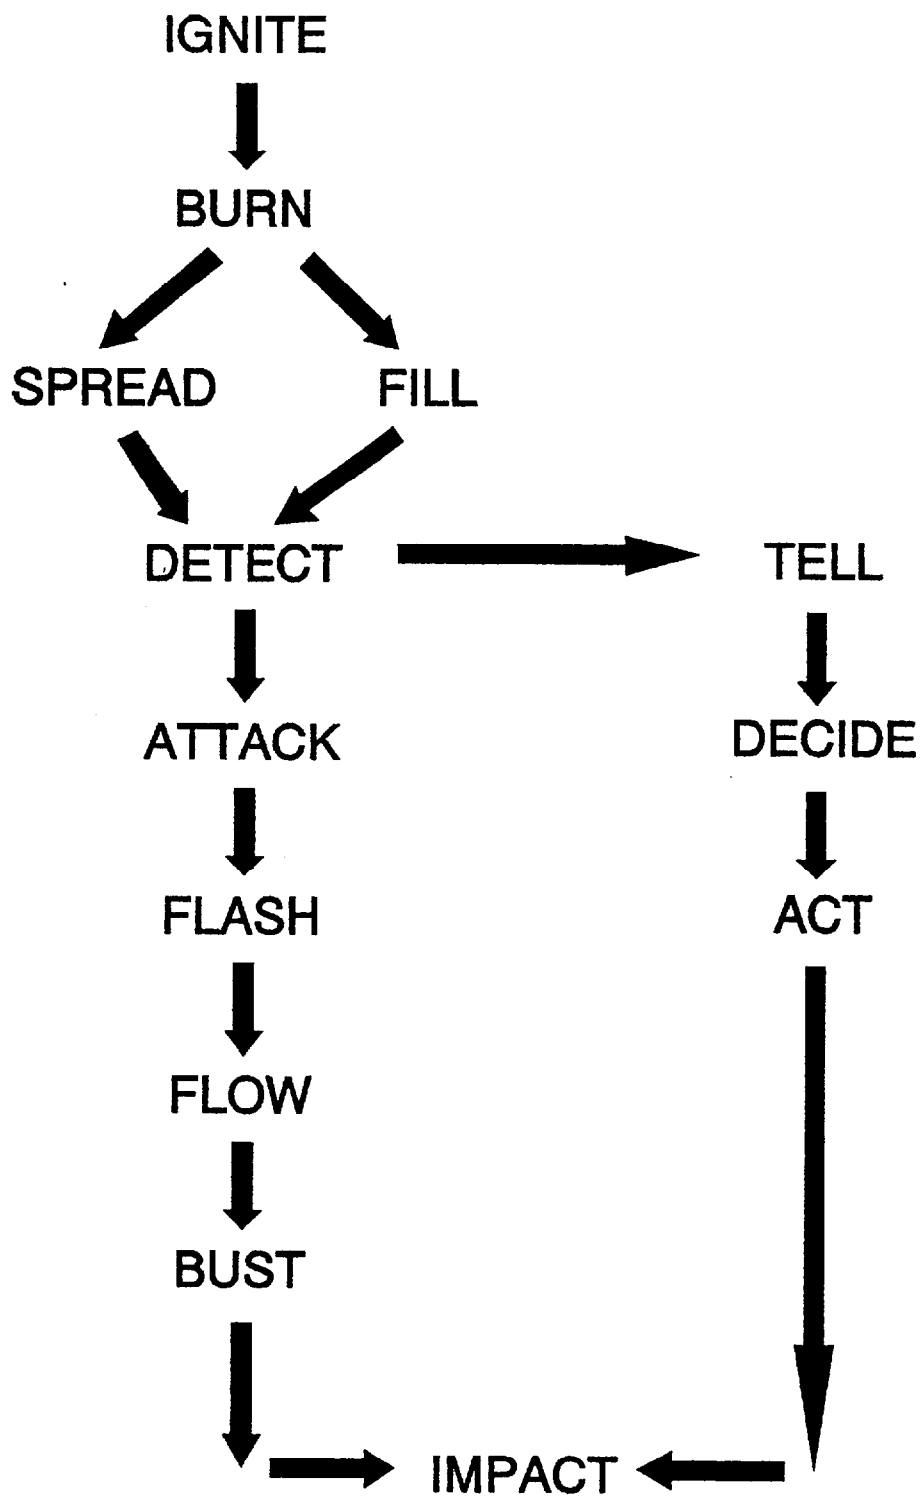 IGNITE
BURN
SPREAD FILL
DETECT TELL
ATTACK DECIDE
FLASH ACT
FLOW
BUST
IMPACT